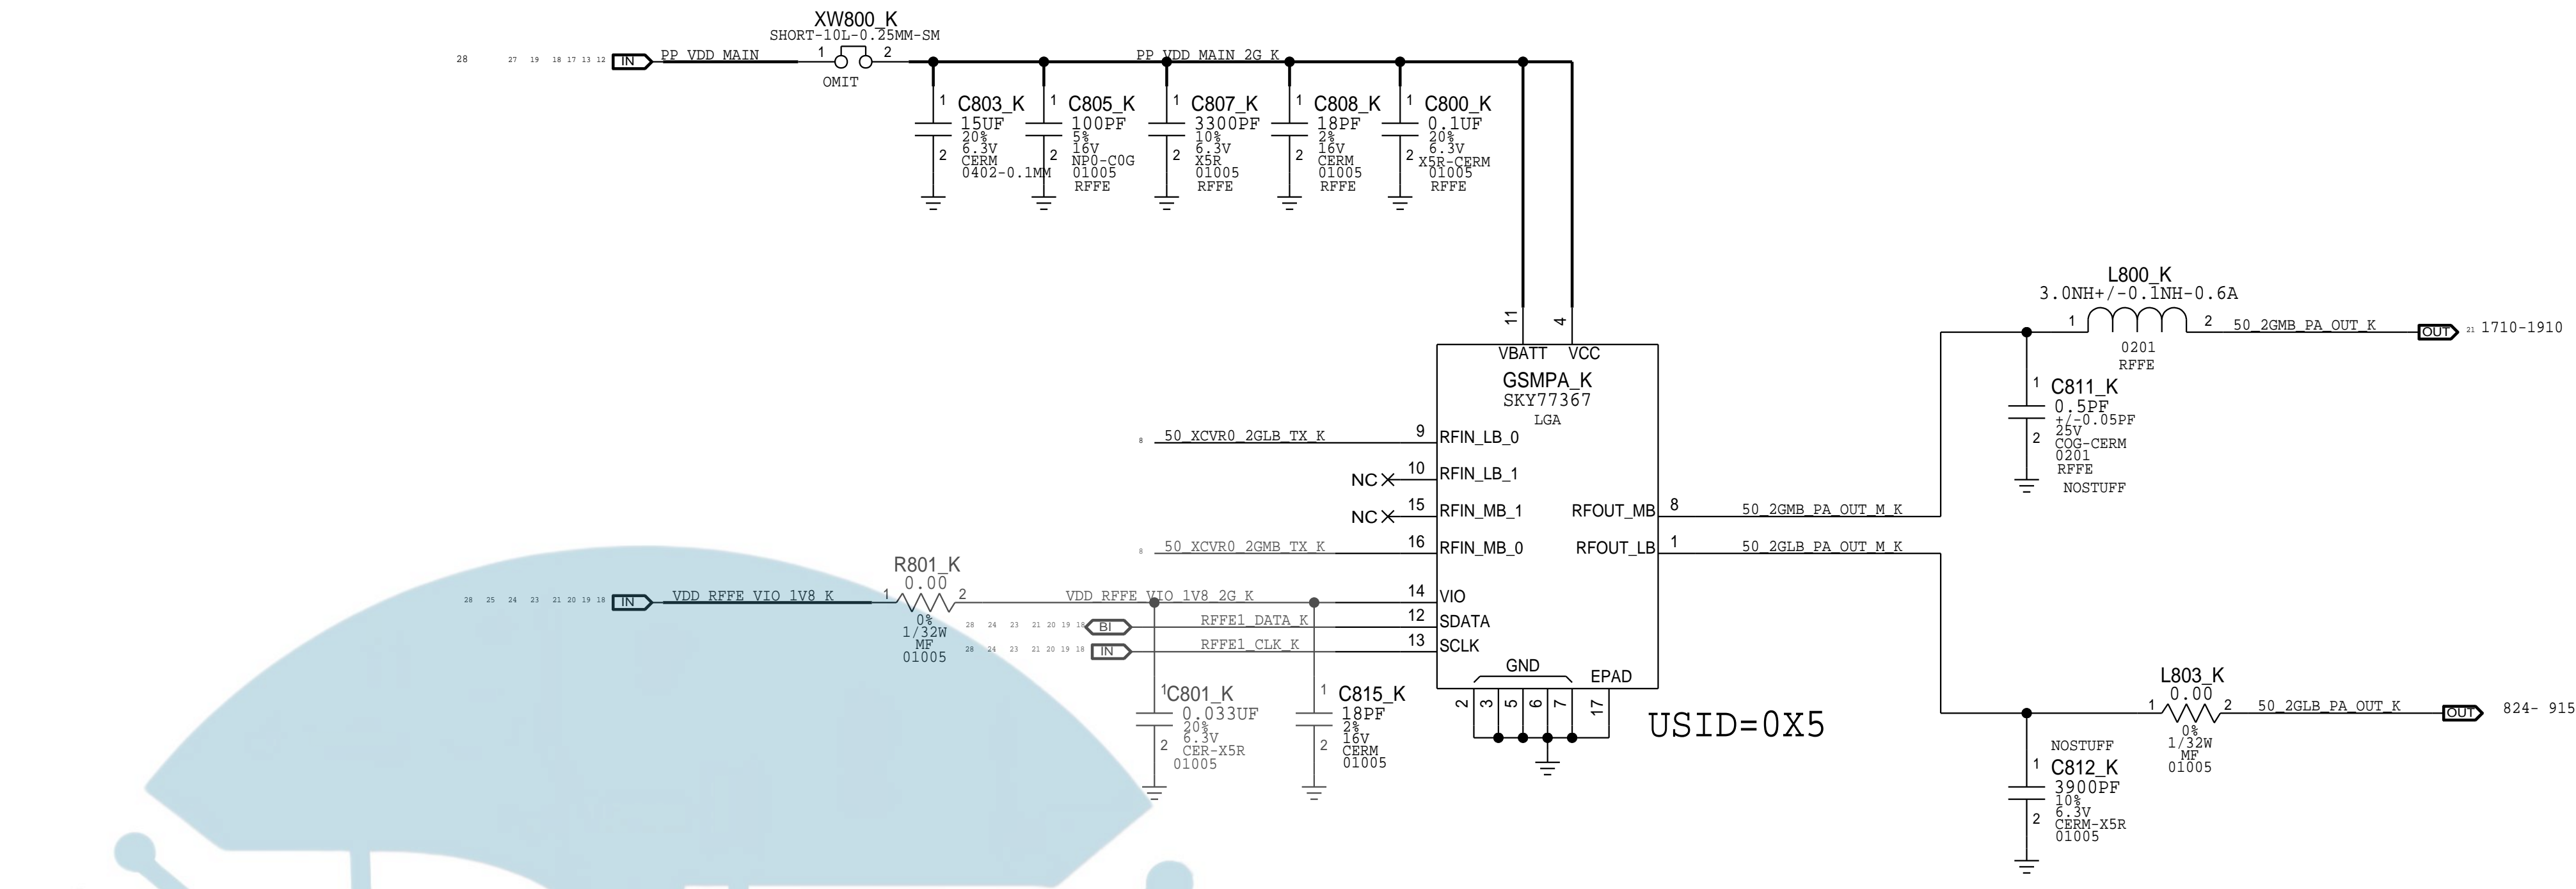 XW800_K
SHORT-10L-0.25MM-SM
28 27 19 18 17 13 12 IN PP_VDD_MAIN 1 2 PP_VDD_MAIN_2G_K
OMIT
1 C803_K
15UF
20%
6.3V
2 CERM
0402-0.1MM
1 C805_K
100PF
5%
16V
2 NP0-C0G
01005
RFFE
1 C807_K
3300PF
10%
6.3V
2 X5R
01005
RFFE
1 C808_K
18PF
2%
16V
2 CERM
01005
RFFE
1 C800_K
0.1UF
20%
6.3V
2 X5R-CERM
01005
RFFE
11 4
VBATT VCC
GSMPA_K
SKY77367
LGA
8 50_XCVR0_2GLB_TX_K 9 RFIN_LB_0
NC 10 RFIN_LB_1
NC 15 RFIN_MB_1
8 50_XCVR0_2GMB_TX_K 16 RFIN_MB_0
RFOUT_MB 8 50_2GMB_PA_OUT_M_K
RFOUT_LB 1 50_2GLB_PA_OUT_M_K
L800_K
3.0NH+/-0.1NH-0.6A
1 2 50_2GMB_PA_OUT_K OUT 21 1710-1910
0201
RFFE
1 C811_K
0.5PF
+/-0.05PF
25V
2 COG-CERM
0201
RFFE
NOSTUFF
R801_K
0.00
28 25 24 23 21 20 19 18 IN VDD_RFFE_VIO_1V8_K 1 2 VDD_RFFE_VIO_1V8_2G_K 14 VIO
0%
1/32W
MF
01005
28 24 23 21 20 19 18 BI RFFE1_DATA_K 12 SDATA
28 24 23 21 20 19 18 IN RFFE1_CLK_K 13 SCLK
GND EPAD
2 3 5 6 7 17
USID=0X5
1 C801_K
0.033UF
20%
6.3V
2 CER-X5R
01005
1 C815_K
18PF
2%
16V
2 CERM
01005
L803_K
0.00
1 2 50_2GLB_PA_OUT_K OUT 824- 915
0%
1/32W
MF
01005
NOSTUFF
1 C812_K
3900PF
10%
6.3V
2 CERM-X5R
01005